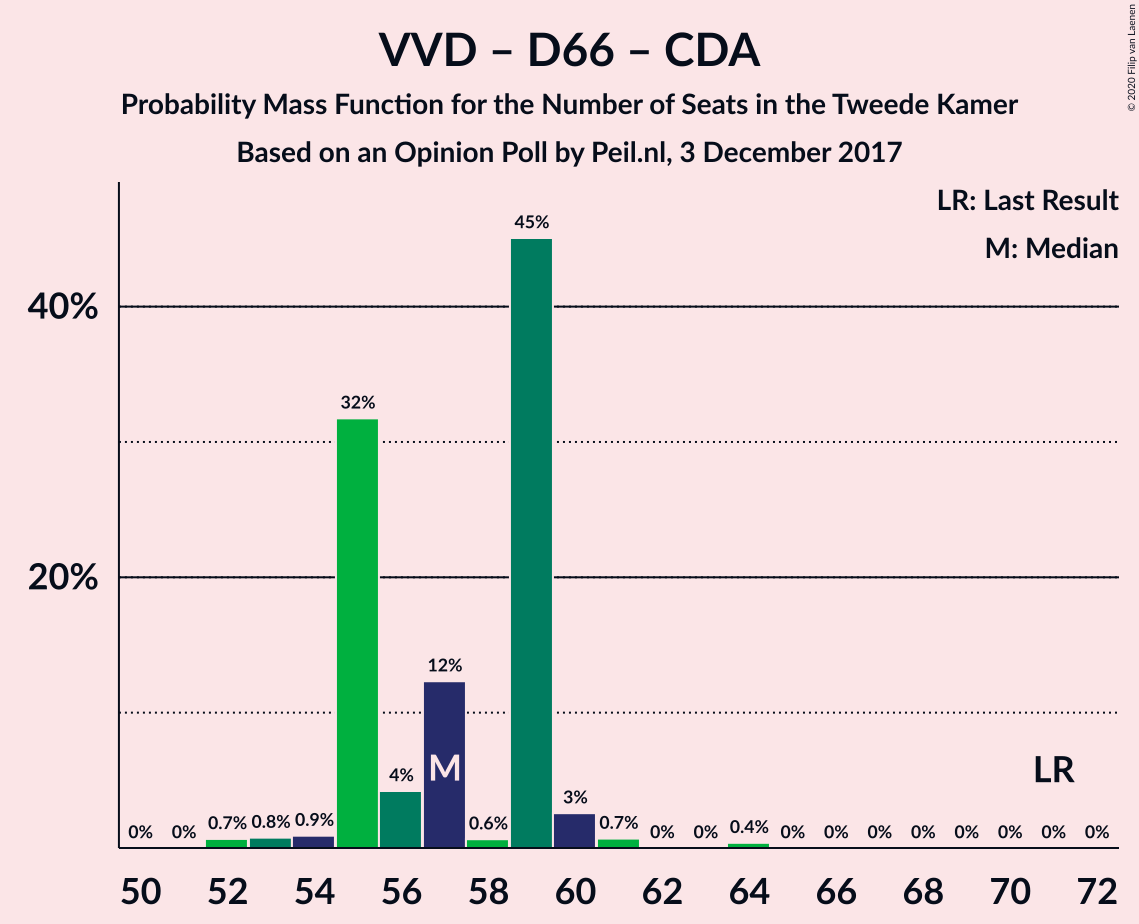 VVD – D66 – CDA
Probability Mass Function for the Number of Seats in the Tweede Kamer
Based on an Opinion Poll by Peil.nl, 3 December 2017
© 2020 Filip van Laenen
LR: Last Result
M: Median
40%
20%
0% 0% 0.7% 0.8% 0.9% 32% 4% 12% 0.6% 45% 3% 0.7% 0% 0% 0.4% 0% 0% 0% 0% 0% 0% 0% 0%
M
LR
50 52 54 56 58 60 62 64 66 68 70 72